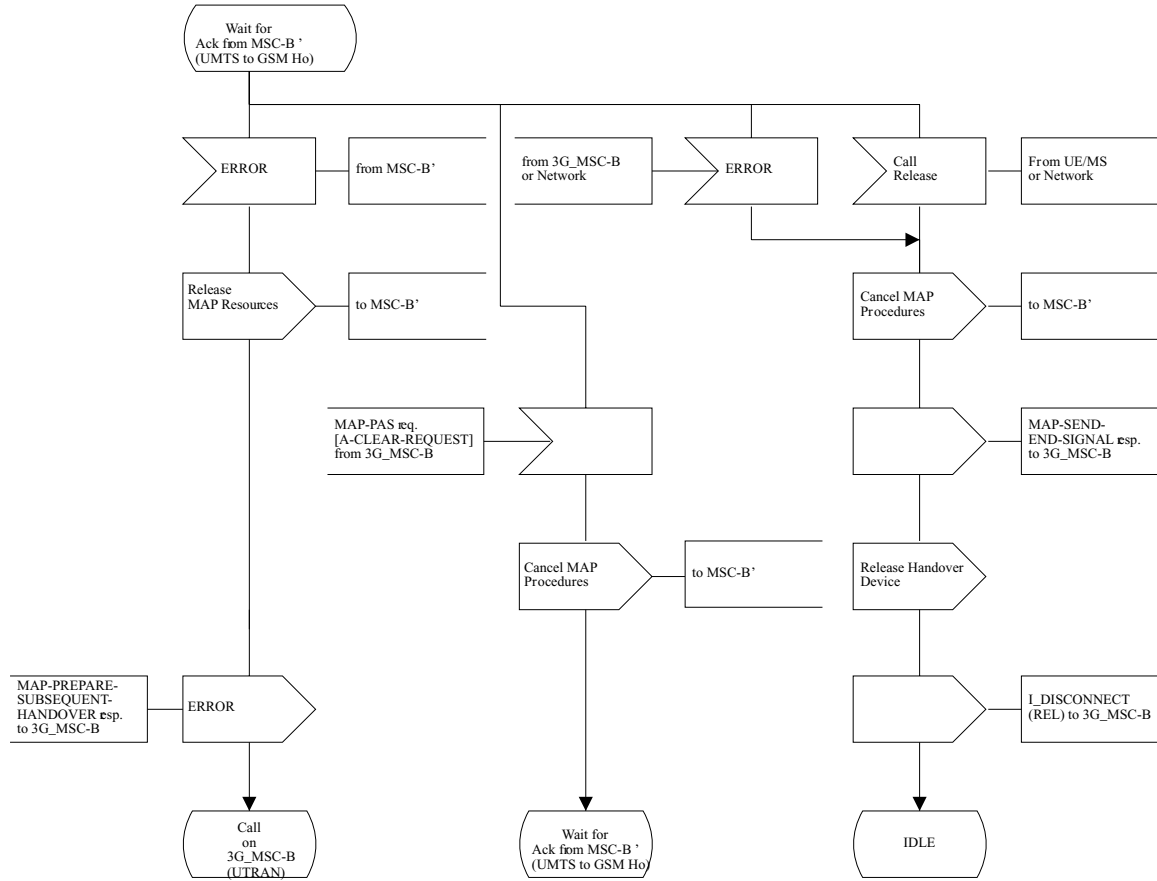 Wait for
Ack from MSC-B ’
(UMTS to GSM Ho)
ERROR
from MSC-B’
from 3G_MSC-B
or Network
ERROR
Call
Release
From UE/MS
or Network
Release
MAP Resources
to MSC-B’
Cancel MAP
Procedures
to MSC-B’
MAP-PAS req.
[A-CLEAR-REQUEST]
from 3G_MSC-B
MAP-SEND-
END-SIGNAL resp.
to 3G_MSC-B
Cancel MAP
Procedures
to MSC-B’
Release Handover
Device
MAP-PREPARE-
SUBSEQUENT-
HANDOVER resp.
to 3G_MSC-B
ERROR
I_DISCONNECT
(REL) to 3G_MSC-B
Call
on
3G_MSC-B
(UTRAN)
Wait for
Ack from MSC-B ’
(UMTS to GSM Ho)
IDLE